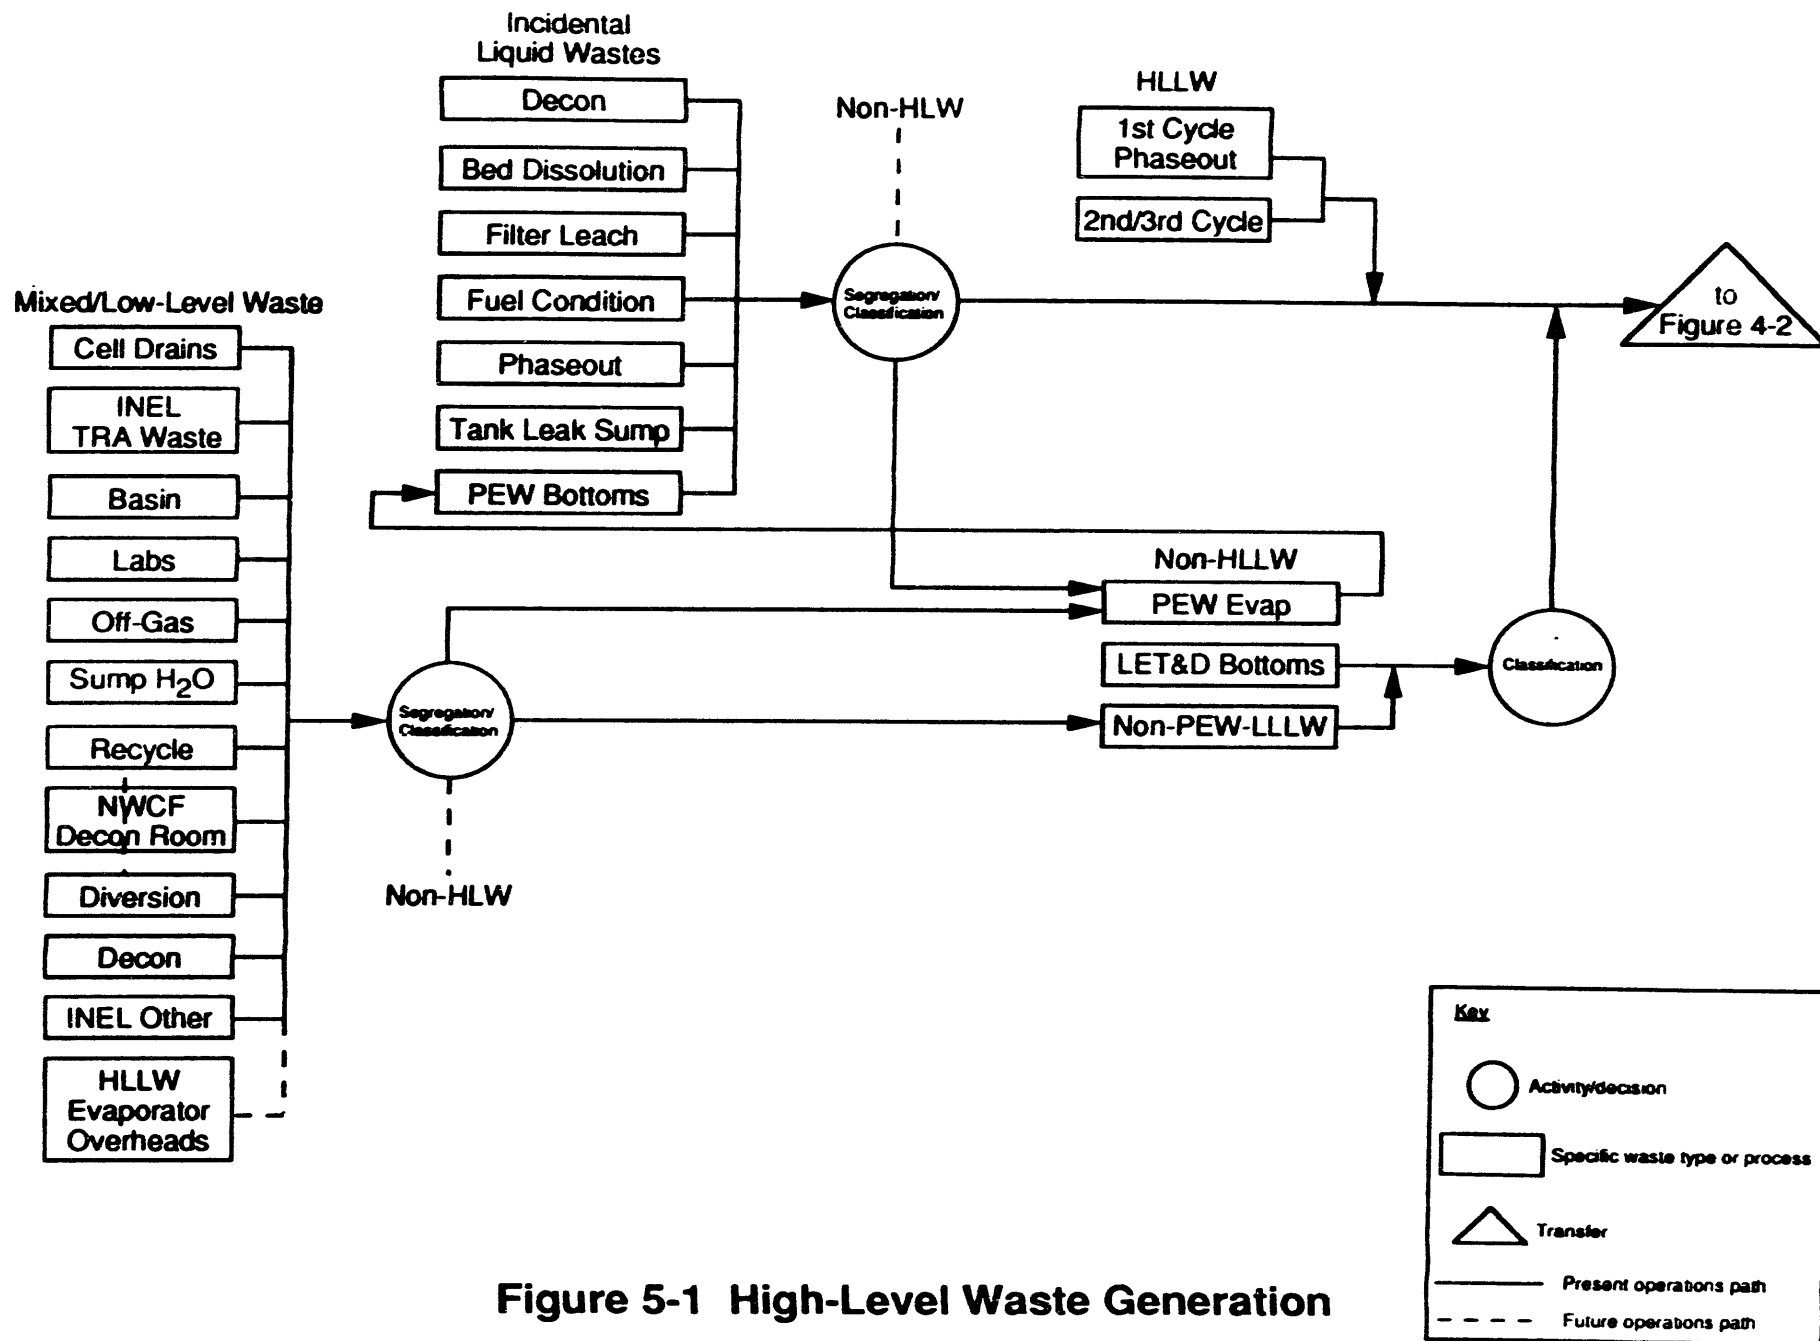 Incidental
Liquid Wastes
Decon
Bed Dissolution
Filter Leach
Fuel Condition
Phaseout
Tank Leak Sump
PEW Bottoms
Non-HLW
Segregation/
Classification
HLLW
1st Cycle
Phaseout
2nd/3rd Cycle
to
Figure 4-2
Mixed/Low-Level Waste
Cell Drains
INEL
TRA Waste
Basin
Labs
Off-Gas
Sump H₂O
Recycle
NWCF
Decon Room
Diversion
Decon
INEL Other
HLLW
Evaporator
Overheads
Segregation/
Classification
Non-HLW
Non-HLLW
PEW Evap
LET&D Bottoms
Non-PEW-LLLW
Classification
Key
Activity/decision
Specific waste type or process
Transfer
Present operations path
Future operations path
Figure 5-1 High-Level Waste Generation